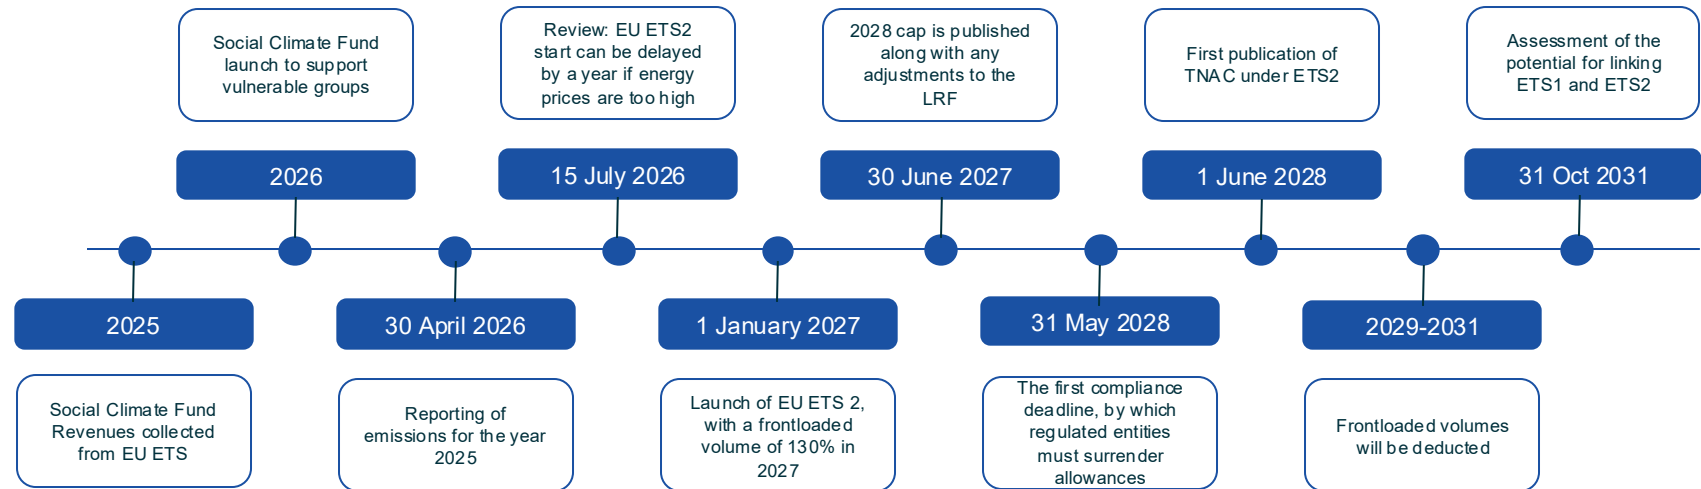 Social Climate Fund
launch to support
vulnerable groups
2026
Review: EU ETS2
start can be delayed
by a year if energy
prices are too high
15 July 2026
2028 cap is published
along with any
adjustments to the
LRF
30 June 2027
First publication of
TNAC under ETS2
1 June 2028
Assessment of the
potential for linking
ETS1 and ETS2
31 Oct 2031
2025
Social Climate Fund
Revenues collected
from EU ETS
30 April 2026
Reporting of
emissions for the year
2025
1 January 2027
Launch of EU ETS 2,
with a frontloaded
volume of 130% in
2027
31 May 2028
The first compliance
deadline, by which
regulated entities
must surrender
allowances
2029-2031
Frontloaded volumes
will be deducted